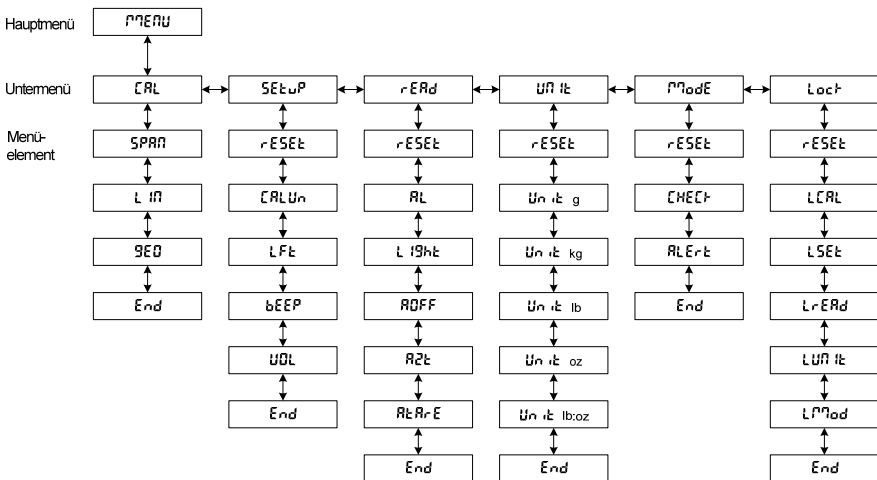 Hauptmenü MENU
Untermenü CAL SEtuP rEAd UNIt ModE Lock
Menü-
element
SPAN rESEt rESEt rESEt rESEt rESEt
LIN CALUn AL Unit g CHECk LCAL
GEO LFt LIGht Unit kg ALErt LSEt
End bEEP AOFF Unit lb End LrEAd
VOL AZt Unit oz LUNIt
End AtArE Unit lb:oz LMod
End End End